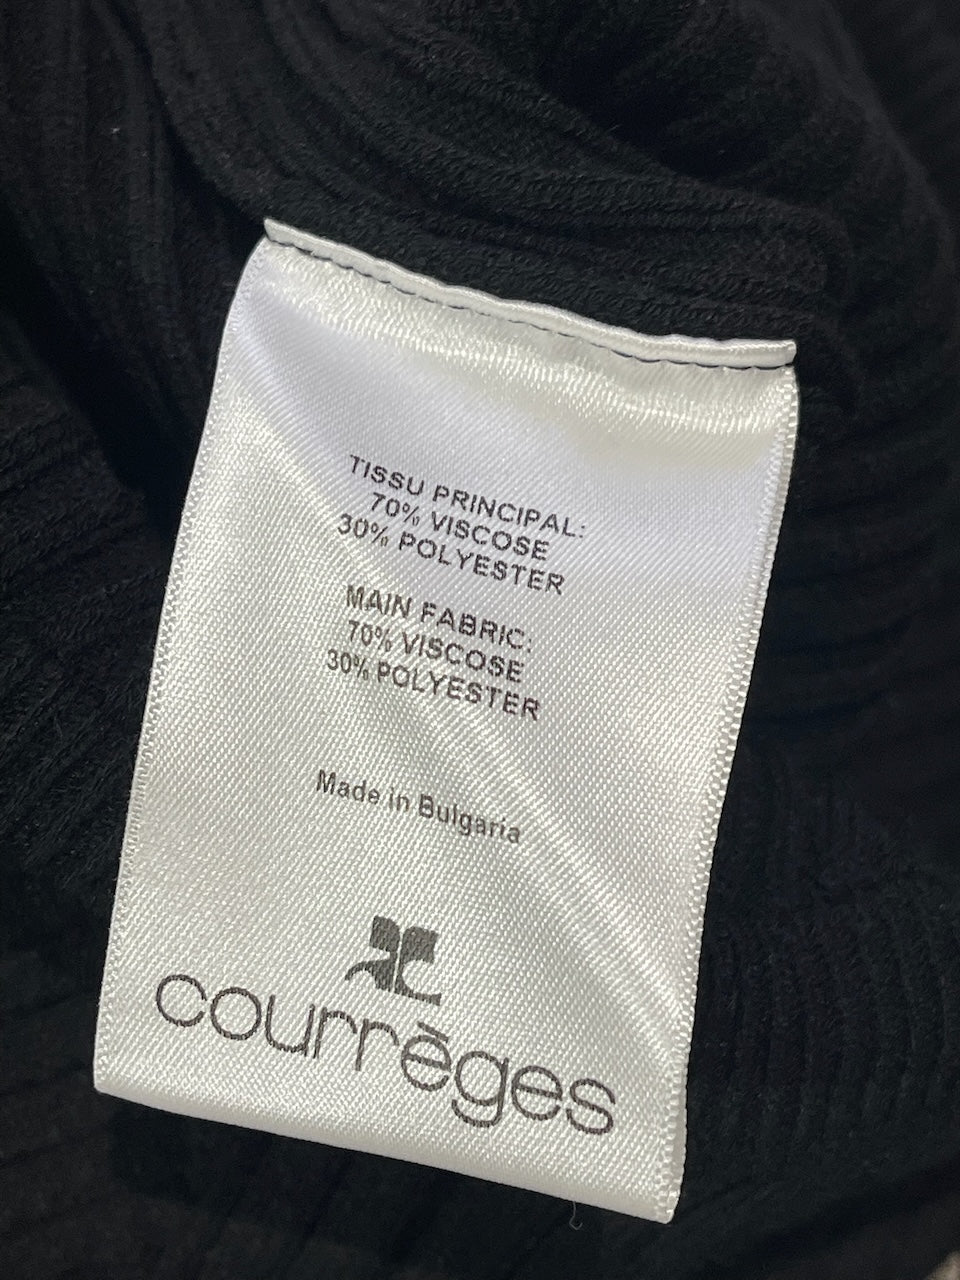 TISSU PRINCIPAL:
70% VISCOSE
30% POLYESTER
MAIN FABRIC:
70% VISCOSE
30% POLYESTER
Made in Bulgaria
courrèges